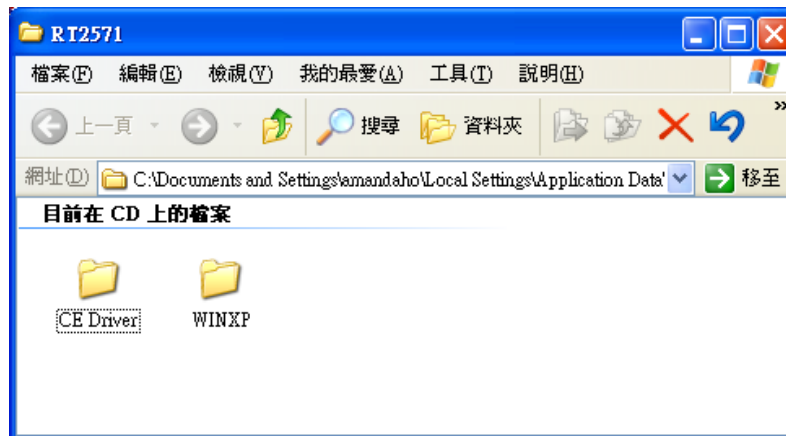 RT2571
檔案(F) 編輯(E) 檢視(V) 我的最愛(A) 工具(T) 說明(H)
上一頁 搜尋 資料夾 »
網址(D) C:\Documents and Settings\amandaho\Local Settings\Application Data\ 移至
目前在 CD 上的檔案
CE Driver WINXP